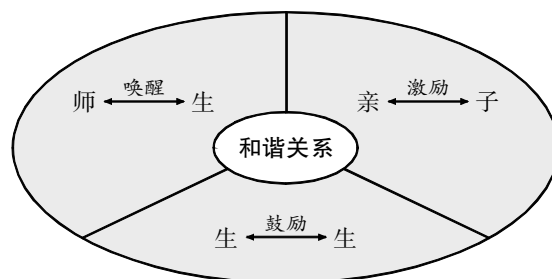 唤醒
师 生
激励
亲 子
和谐关系
鼓励
生 生